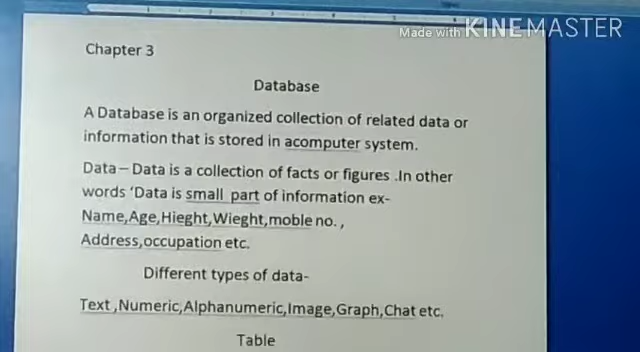 Made with KINEMASTER
Chapter 3
Database
A Database is an organized collection of related data or
information that is stored in acomputer system.
Data – Data is a collection of facts or figures .In other
words ‘Data is small  part of information ex-
Name,Age,Hieght,Wieght,moble no. ,
Address,occupation etc.
Different types of data-
Text ,Numeric,Alphanumeric,Image,Graph,Chat etc.
Table